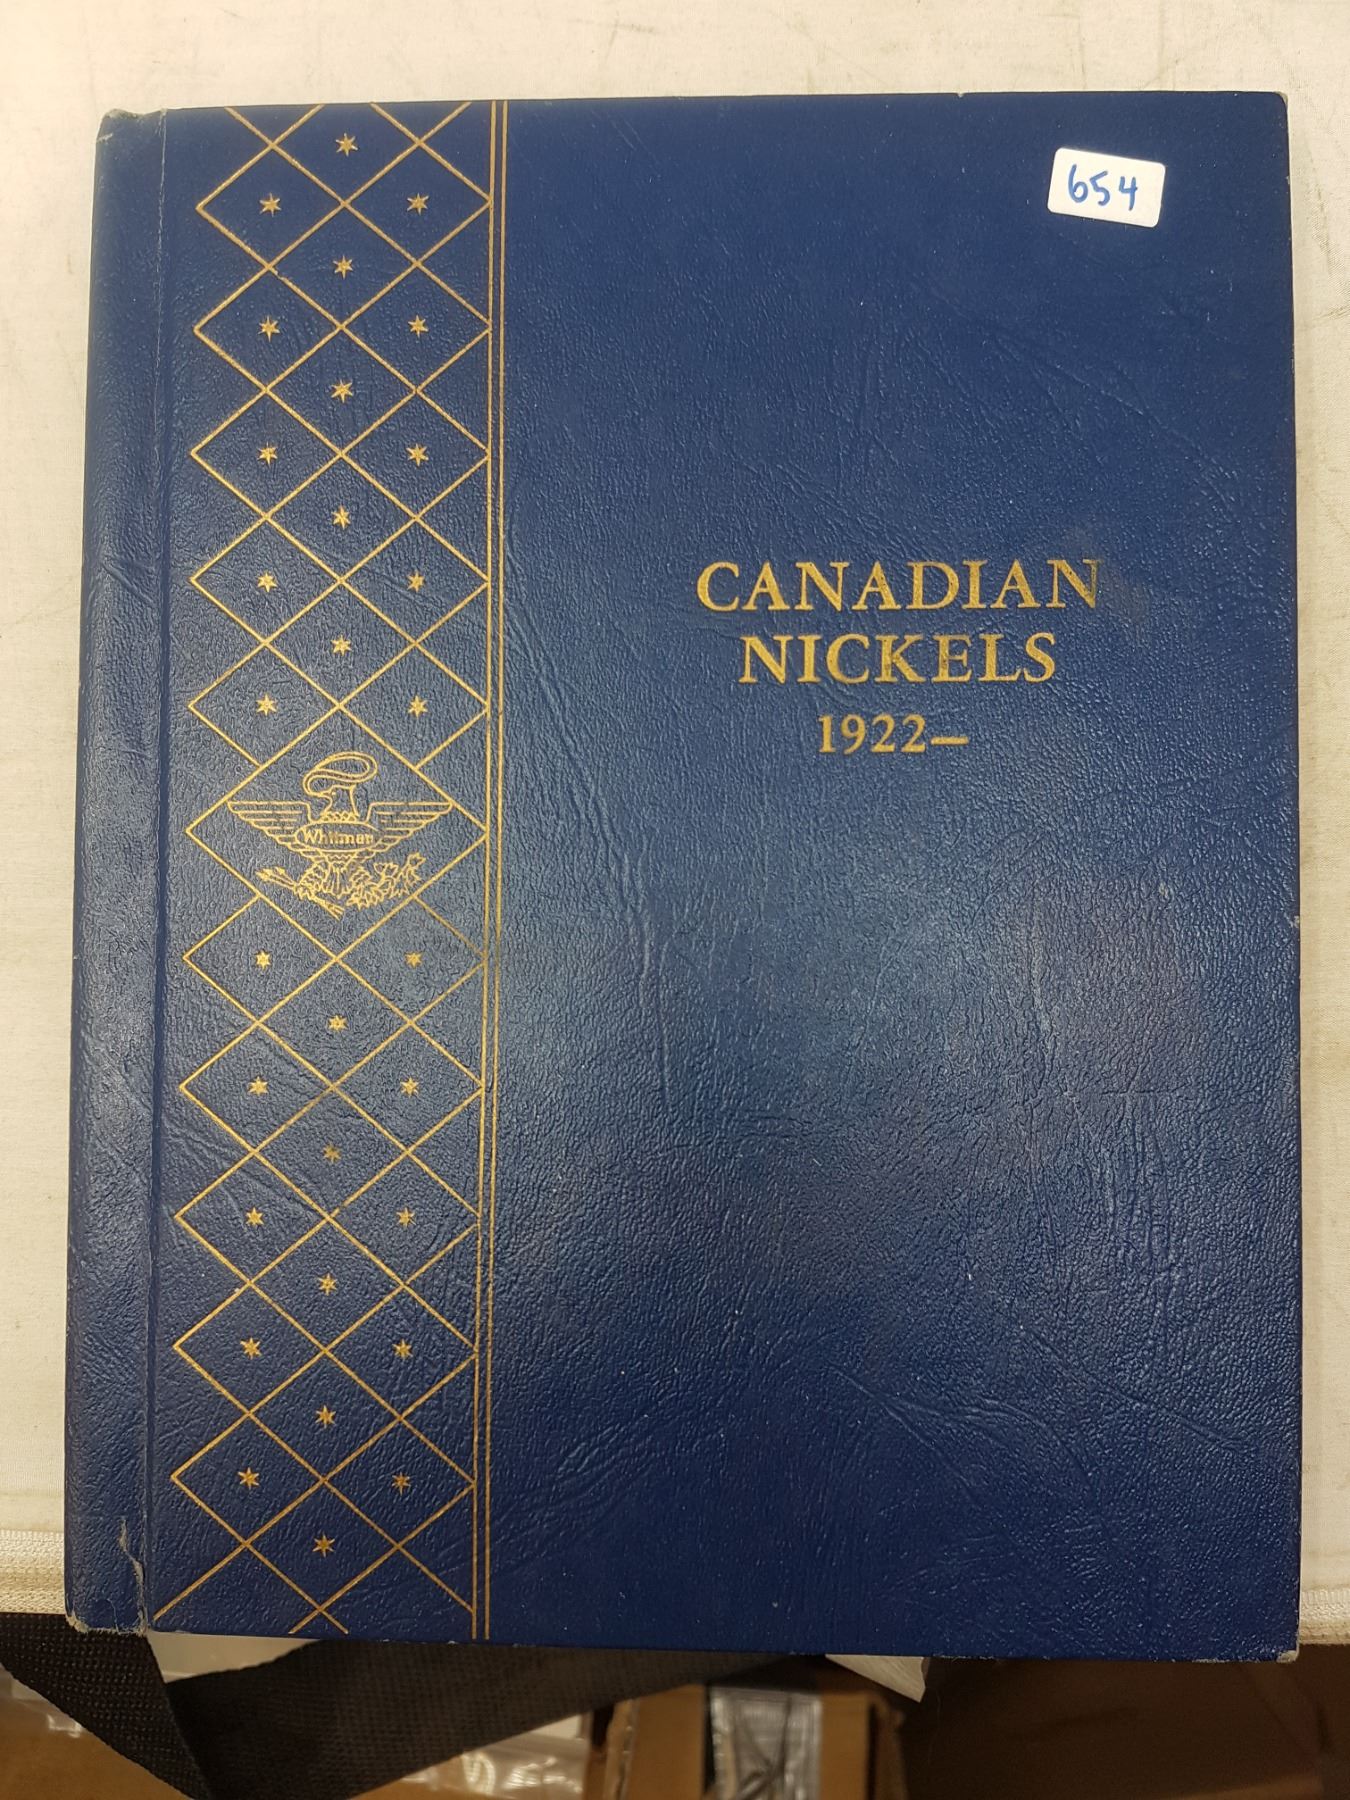 654
CANADIAN
NICKELS
1922–
Whitman